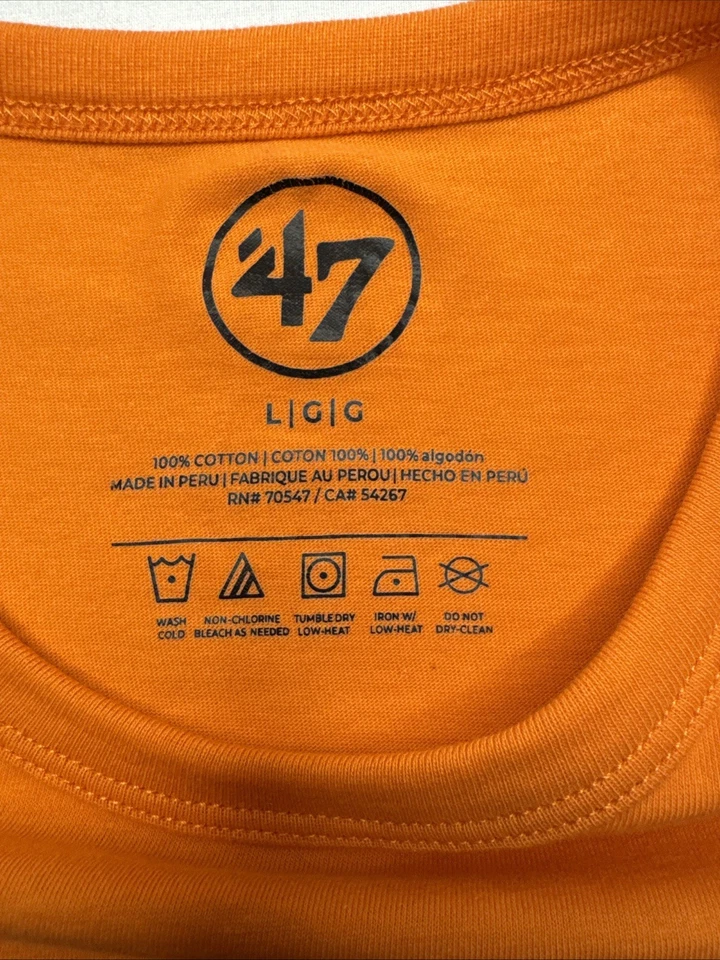 '47
L|G|G
100% COTTON | COTON 100% | 100% algodón
MADE IN PERU | FABRIQUE AU PEROU | HECHO EN PERÚ
RN# 70547 / CA# 54267
WASH COLD
NON-CHLORINE BLEACH AS NEEDED
TUMBLE DRY LOW-HEAT
IRON W/ LOW-HEAT
DO NOT DRY-CLEAN